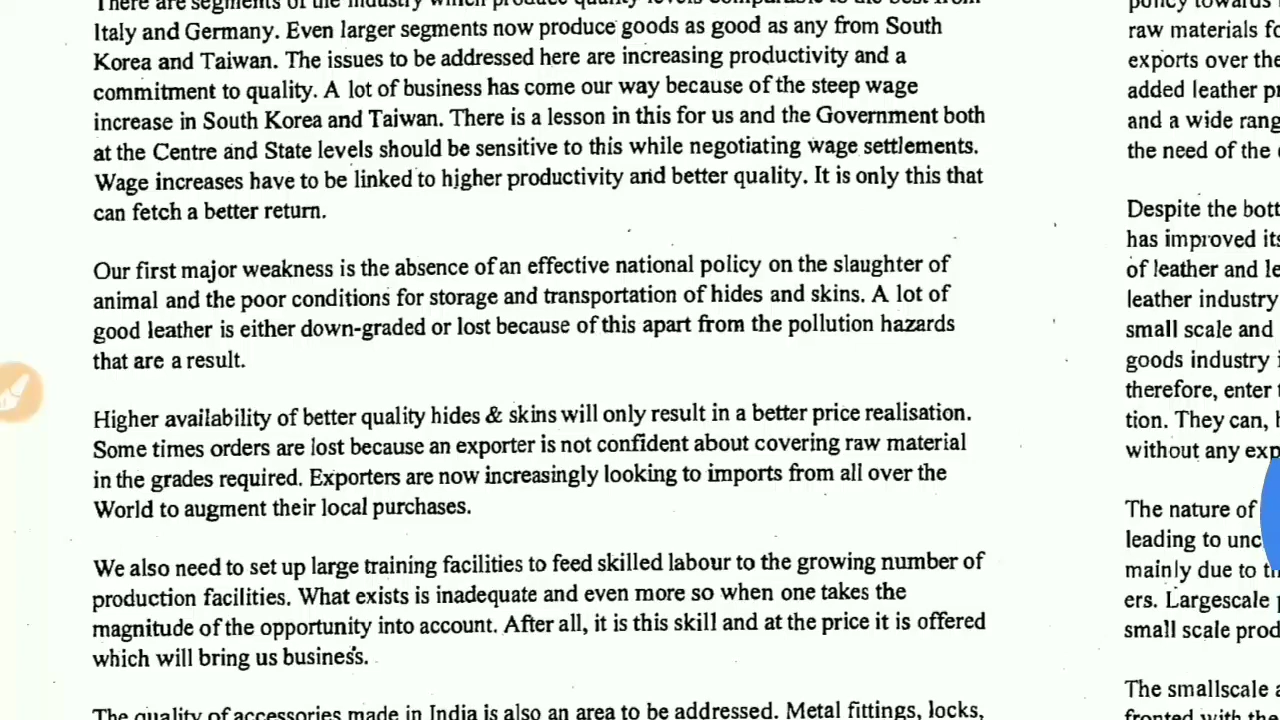 There are segments of the industry which produce quality levels comparable to the best from
Italy and Germany. Even larger segments now produce goods as good as any from South
Korea and Taiwan. The issues to be addressed here are increasing productivity and a
commitment to quality. A lot of business has come our way because of the steep wage
increase in South Korea and Taiwan. There is a lesson in this for us and the Government both
at the Centre and State levels should be sensitive to this while negotiating wage settlements.
Wage increases have to be linked to higher productivity and better quality. It is only this that
can fetch a better return.
Our first major weakness is the absence of an effective national policy on the slaughter of
animal and the poor conditions for storage and transportation of hides and skins. A lot of
good leather is either down-graded or lost because of this apart from the pollution hazards
that are a result.
Higher availability of better quality hides & skins will only result in a better price realisation.
Some times orders are lost because an exporter is not confident about covering raw material
in the grades required. Exporters are now increasingly looking to imports from all over the
World to augment their local purchases.
We also need to set up large training facilities to feed skilled labour to the growing number of
production facilities. What exists is inadequate and even more so when one takes the
magnitude of the opportunity into account. After all, it is this skill and at the price it is offered
which will bring us business.
The quality of accessories made in India is also an area to be addressed. Metal fittings, locks,
policy towards
raw materials
exports over the
added leather
and a wide
the need of the
Despite the
has improved
of leather and
leather industry
small scale and
goods industry
therefore, enter
tion. They can,
without any
The nature of
leading to
mainly due to
ers. Largescale
small scale
The smallscale
fronted with the